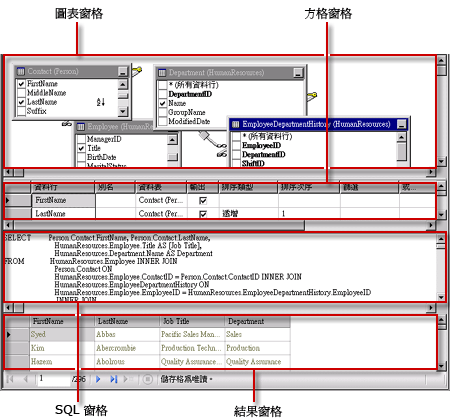 圖表窗格
方格窗格
Contact (Person)
FirstName
MiddleName
LastName
Suffix
Department (HumanResources)
* (所有資料行)
DepartmentID
Name
GroupName
ModifiedDate
Employee (HumanRes
ManagerID
Title
BirthDate
MaritalStatus
EmployeeDepartmentHistory (HumanResources)
* (所有資料行)
EmployeeID
DepartmentID
ShiftID
資料行 別名 資料表 輸出 排序類型 排序次序 篩選 或...
FirstName Contact (Per...
LastName Contact (Per... 遞增 1
SELECT Person.Contact.FirstName, Person.Contact.LastName,
HumanResources.Employee.Title AS [Job Title],
HumanResources.Department.Name AS Department
FROM HumanResources.Employee INNER JOIN
Person.Contact ON
HumanResources.Employee.ContactID = Person.Contact.ContactID INNER JOIN
HumanResources.EmployeeDepartmentHistory ON
HumanResources.Employee.EmployeeID = HumanResources.EmployeeDepartmentHistory.EmployeeID
INNER JOIN
FirstName LastName Job Title Department
Syed Abbas Pacific Sales Man... Sales
Kim Abercrombie Production Techn... Production
Hazem Abolrous Quality Assurance... Quality Assurance
1 /296 儲存格為唯讀。
SQL 窗格
結果窗格